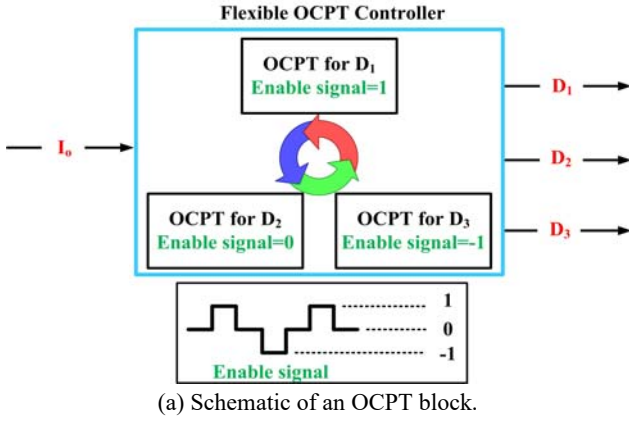 Flexible OCPT Controller
OCPT for D₁
Enable signal=1
Iₒ
D₁
D₂
D₃
OCPT for D₂
Enable signal=0
OCPT for D₃
Enable signal=-1
1
0
-1
Enable signal
(a) Schematic of an OCPT block.